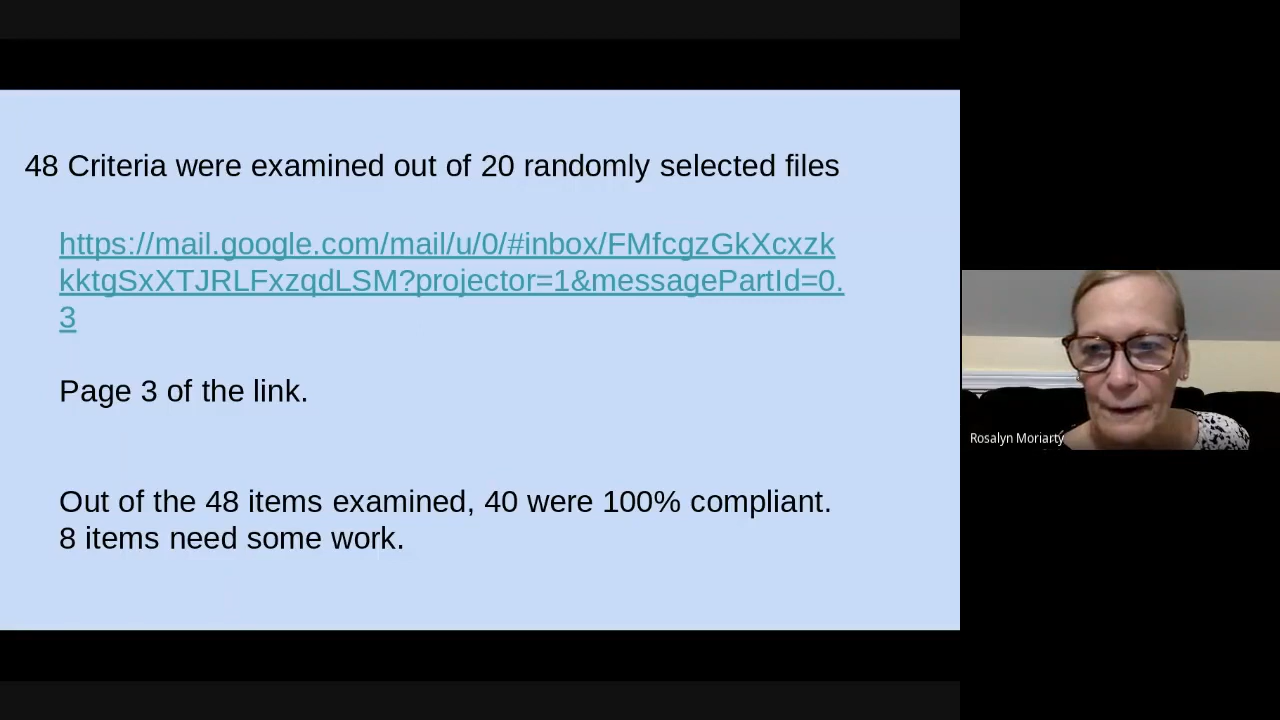 48 Criteria were examined out of 20 randomly selected files
https://mail.google.com/mail/u/0/#inbox/FMfcgzGkXcxzk
kktgSxXTJRLFxzqdLSM?projector=1&messagePartId=0.
3
Page 3 of the link.
Out of the 48 items examined, 40 were 100% compliant.
8 items need some work.
Rosalyn Moriarty